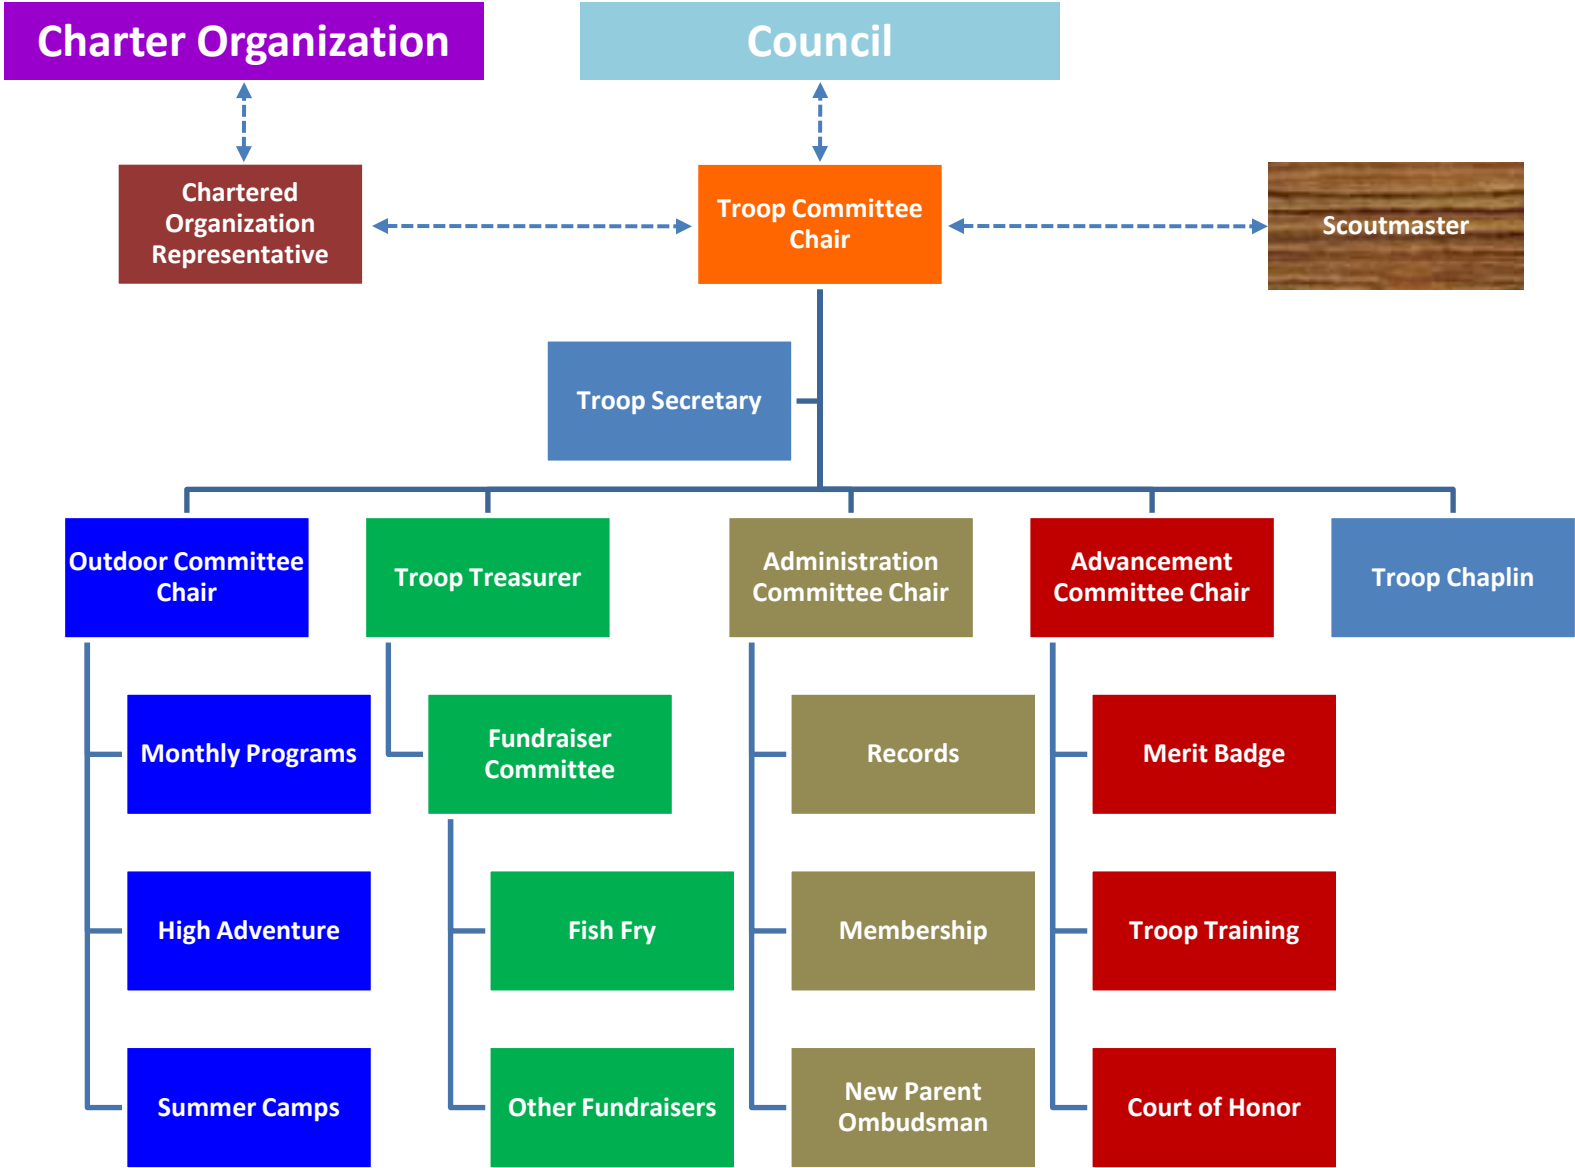 Charter Organization
Council
Chartered
Organization
Representative
Troop Committee
Chair
Scoutmaster
Troop Secretary
Outdoor Committee
Chair
Troop Treasurer
Administration
Committee Chair
Advancement
Committee Chair
Troop Chaplin
Monthly Programs
Fundraiser
Committee
Records
Merit Badge
High Adventure
Fish Fry
Membership
Troop Training
Summer Camps
Other Fundraisers
New Parent
Ombudsman
Court of Honor